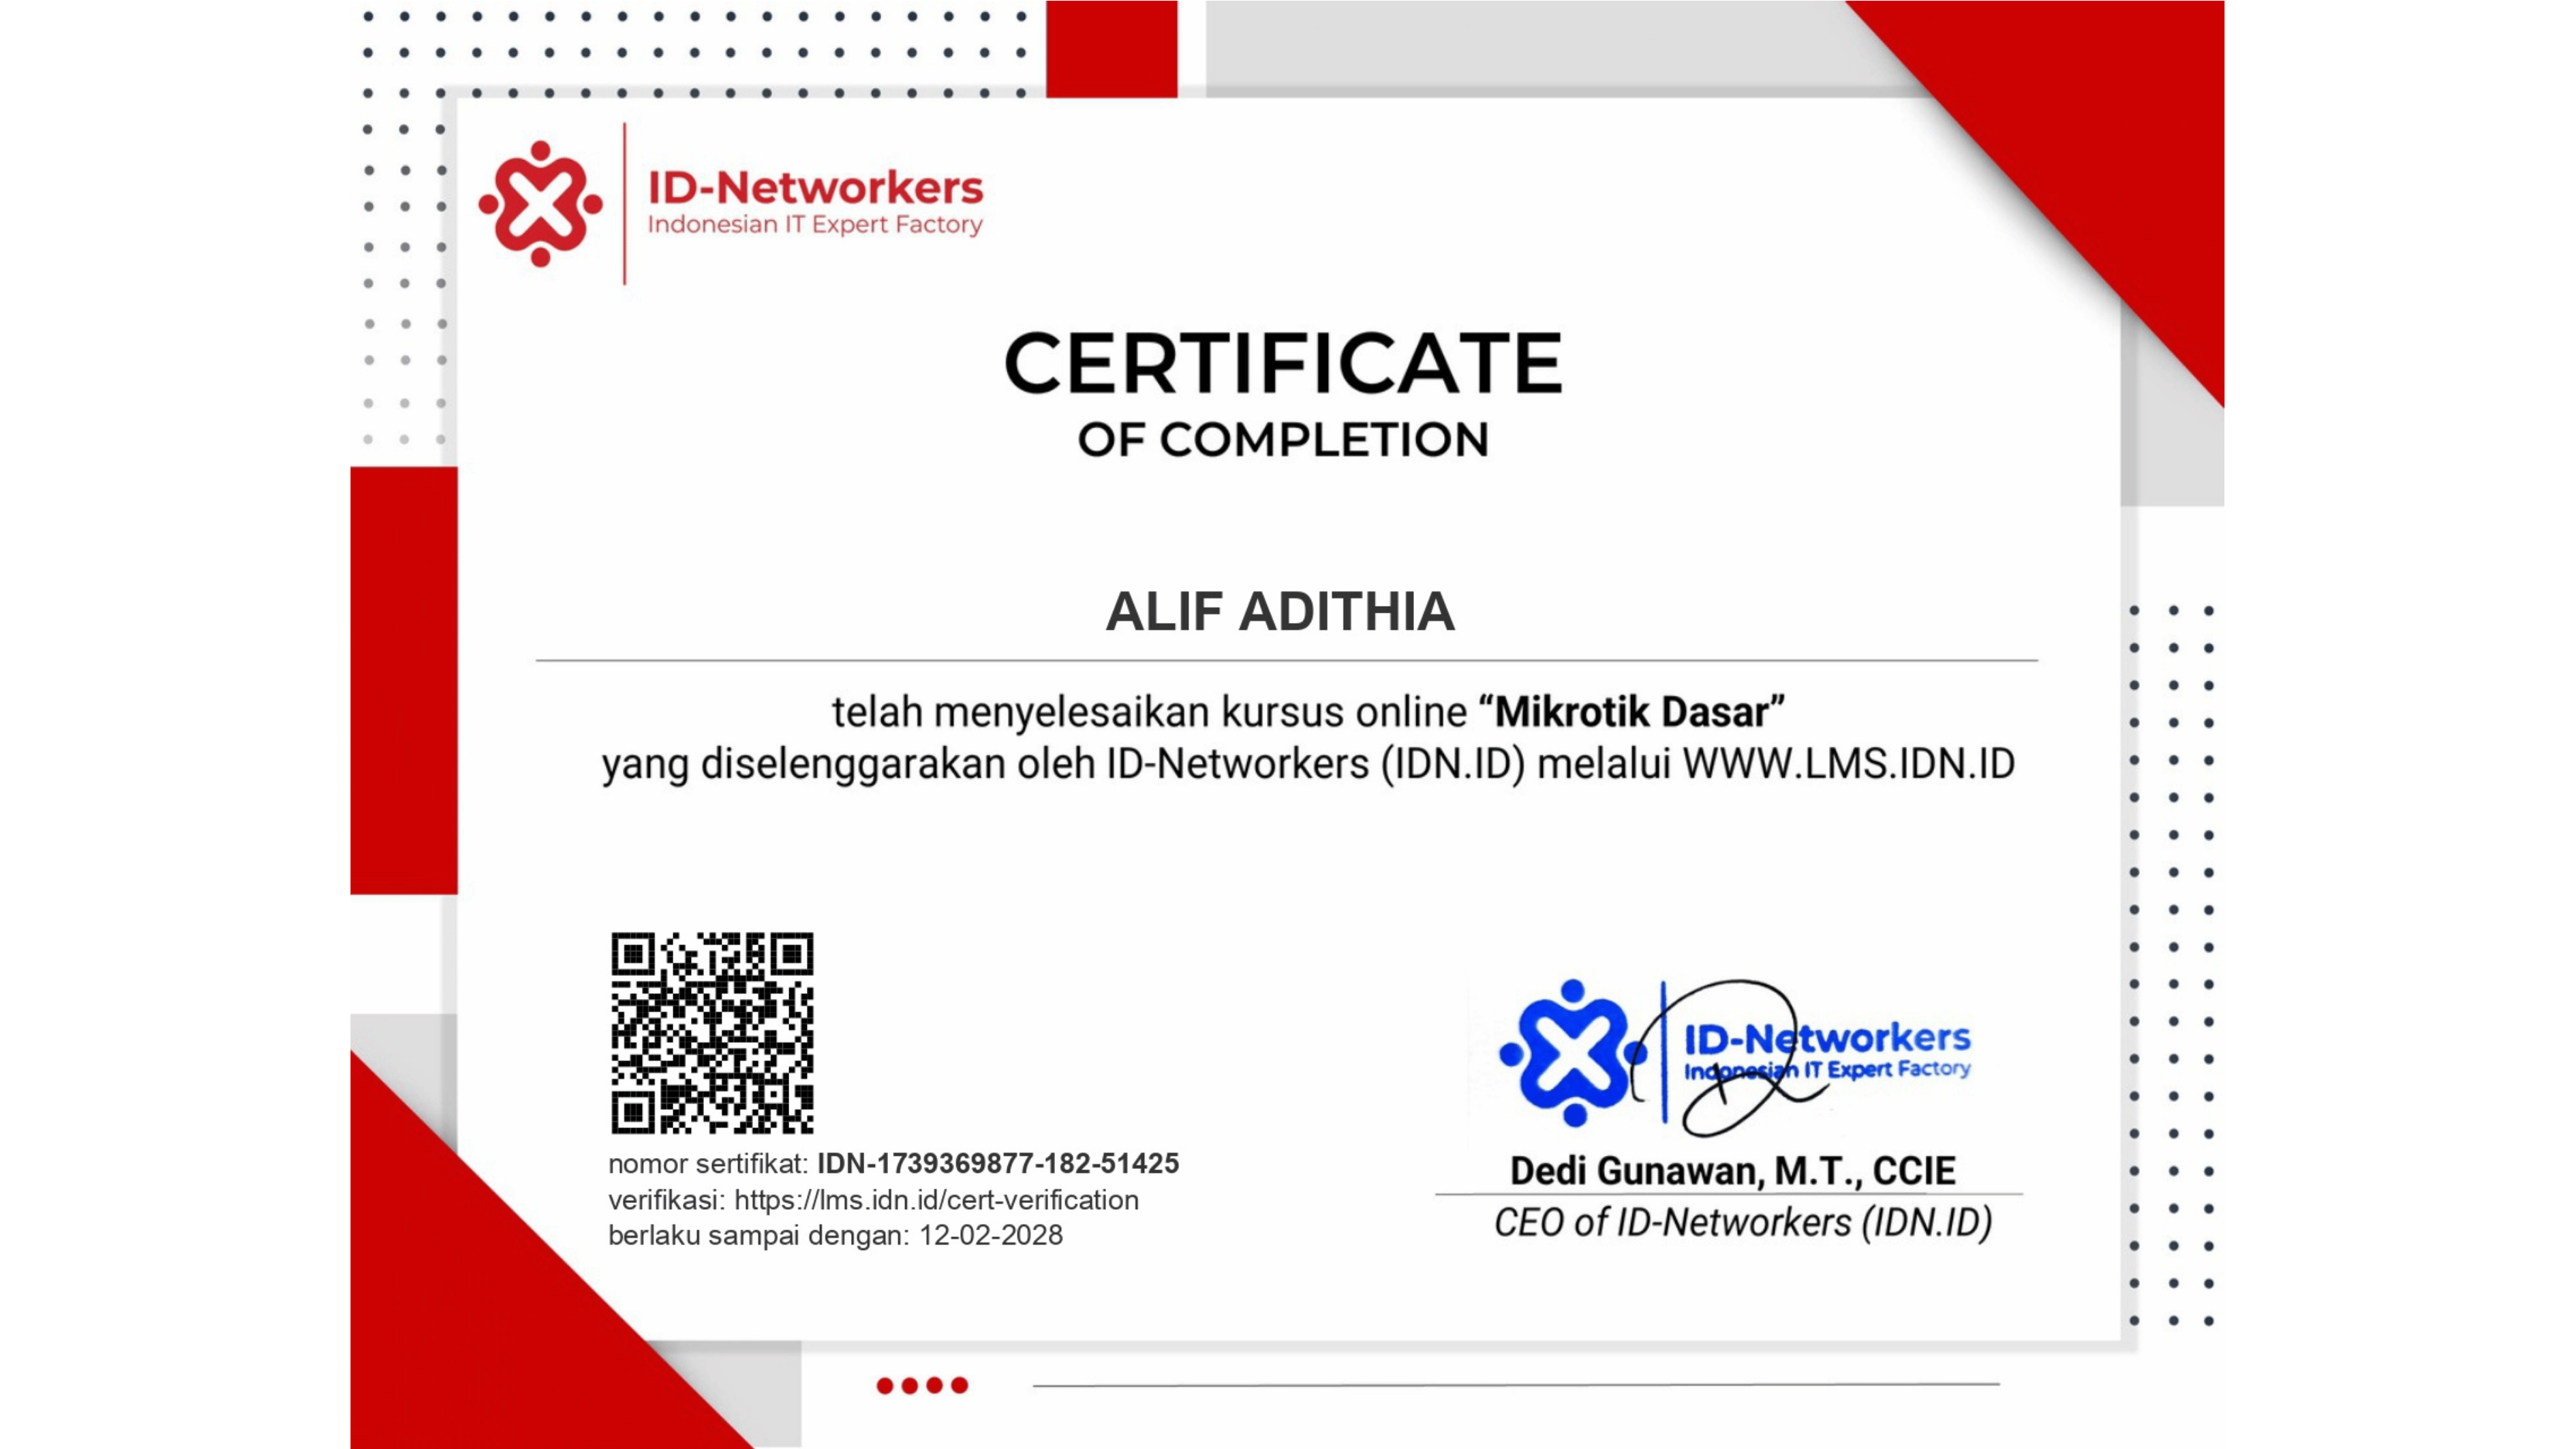 ID-Networkers
Indonesian IT Expert Factory
CERTIFICATE
OF COMPLETION
ALIF ADITHIA
telah menyelesaikan kursus online “Mikrotik Dasar”
yang diselenggarakan oleh ID-Networkers (IDN.ID) melalui WWW.LMS.IDN.ID
nomor sertifikat: IDN-1739369877-182-51425
verifikasi: https://lms.idn.id/cert-verification
berlaku sampai dengan: 12-02-2028
ID-Networkers
Indonesian IT Expert Factory
Dedi Gunawan, M.T., CCIE
CEO of ID-Networkers (IDN.ID)